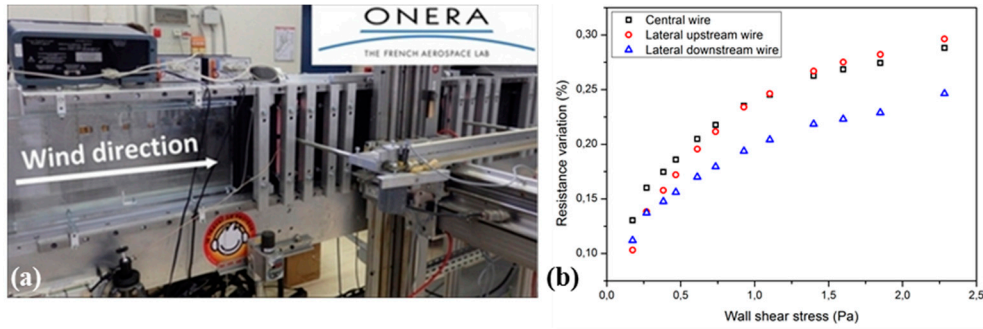 ONERA
THE FRENCH AEROSPACE LAB
Wind direction
(a)
Central wire
Lateral upstream wire
Lateral downstream wire
Resistance variation (%)
0,30
0,25
0,20
0,15
0,10
0,0
0,5
1,0
1,5
2,0
2,5
Wall shear stress (Pa)
(b)